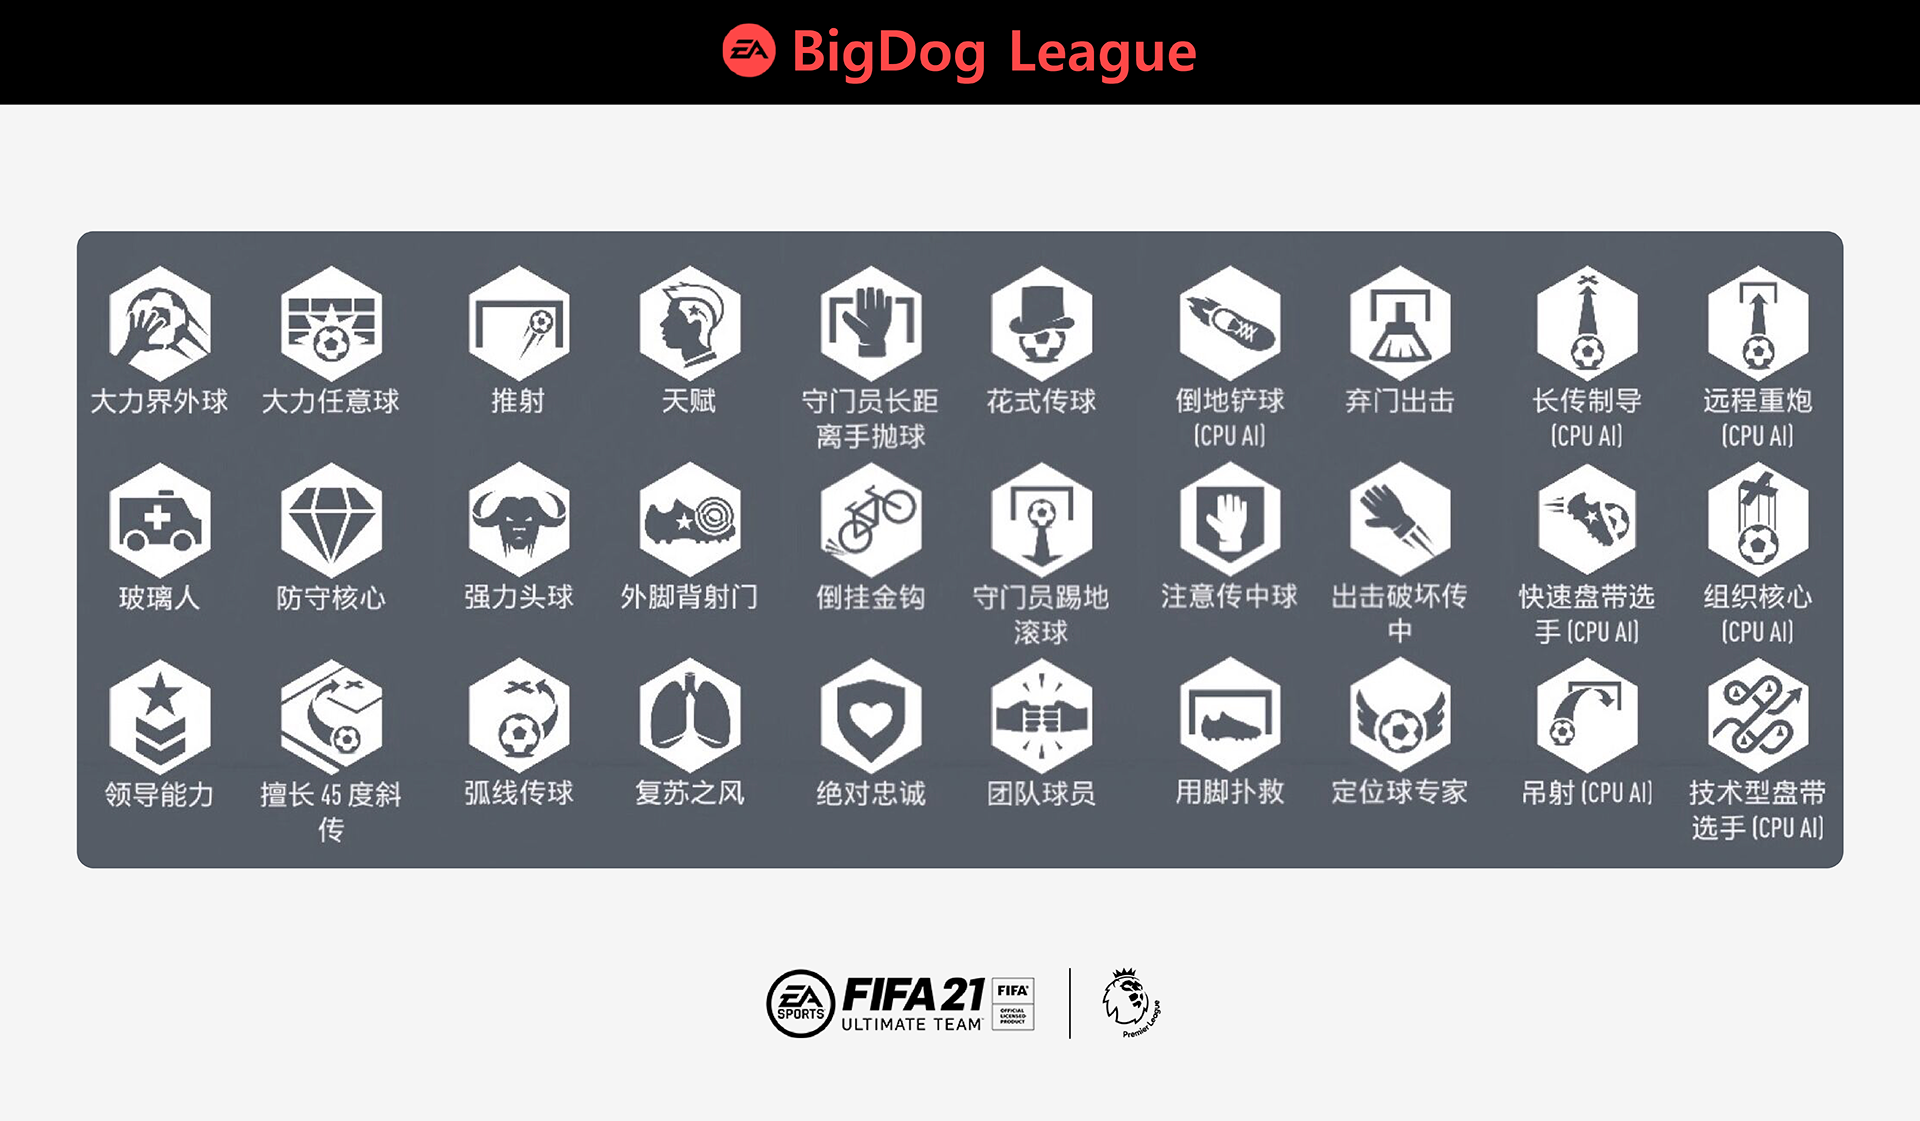 EA BigDog League
大力界外球 大力任意球 推射 天赋 守门员长距 花式传球 倒地铲球 弃门出击 长传制导 远程重炮
离手抛球 (CPU AI) (CPU AI) (CPU AI)
玻璃人 防守核心 强力头球 外脚背射门 倒挂金钩 守门员踢地 注意传中球 出击破坏传 快速盘带选 组织核心
滚球 中 手 (CPU AI) (CPU AI)
领导能力 擅长 45 度斜 弧线传球 复苏之风 绝对忠诚 团队球员 用脚扑救 定位球专家 吊射 (CPU AI) 技术型盘带
传 选手 (CPU AI)
EA SPORTS FIFA 21 ULTIMATE TEAM
FIFA OFFICIAL LICENSED PRODUCT
Premier League